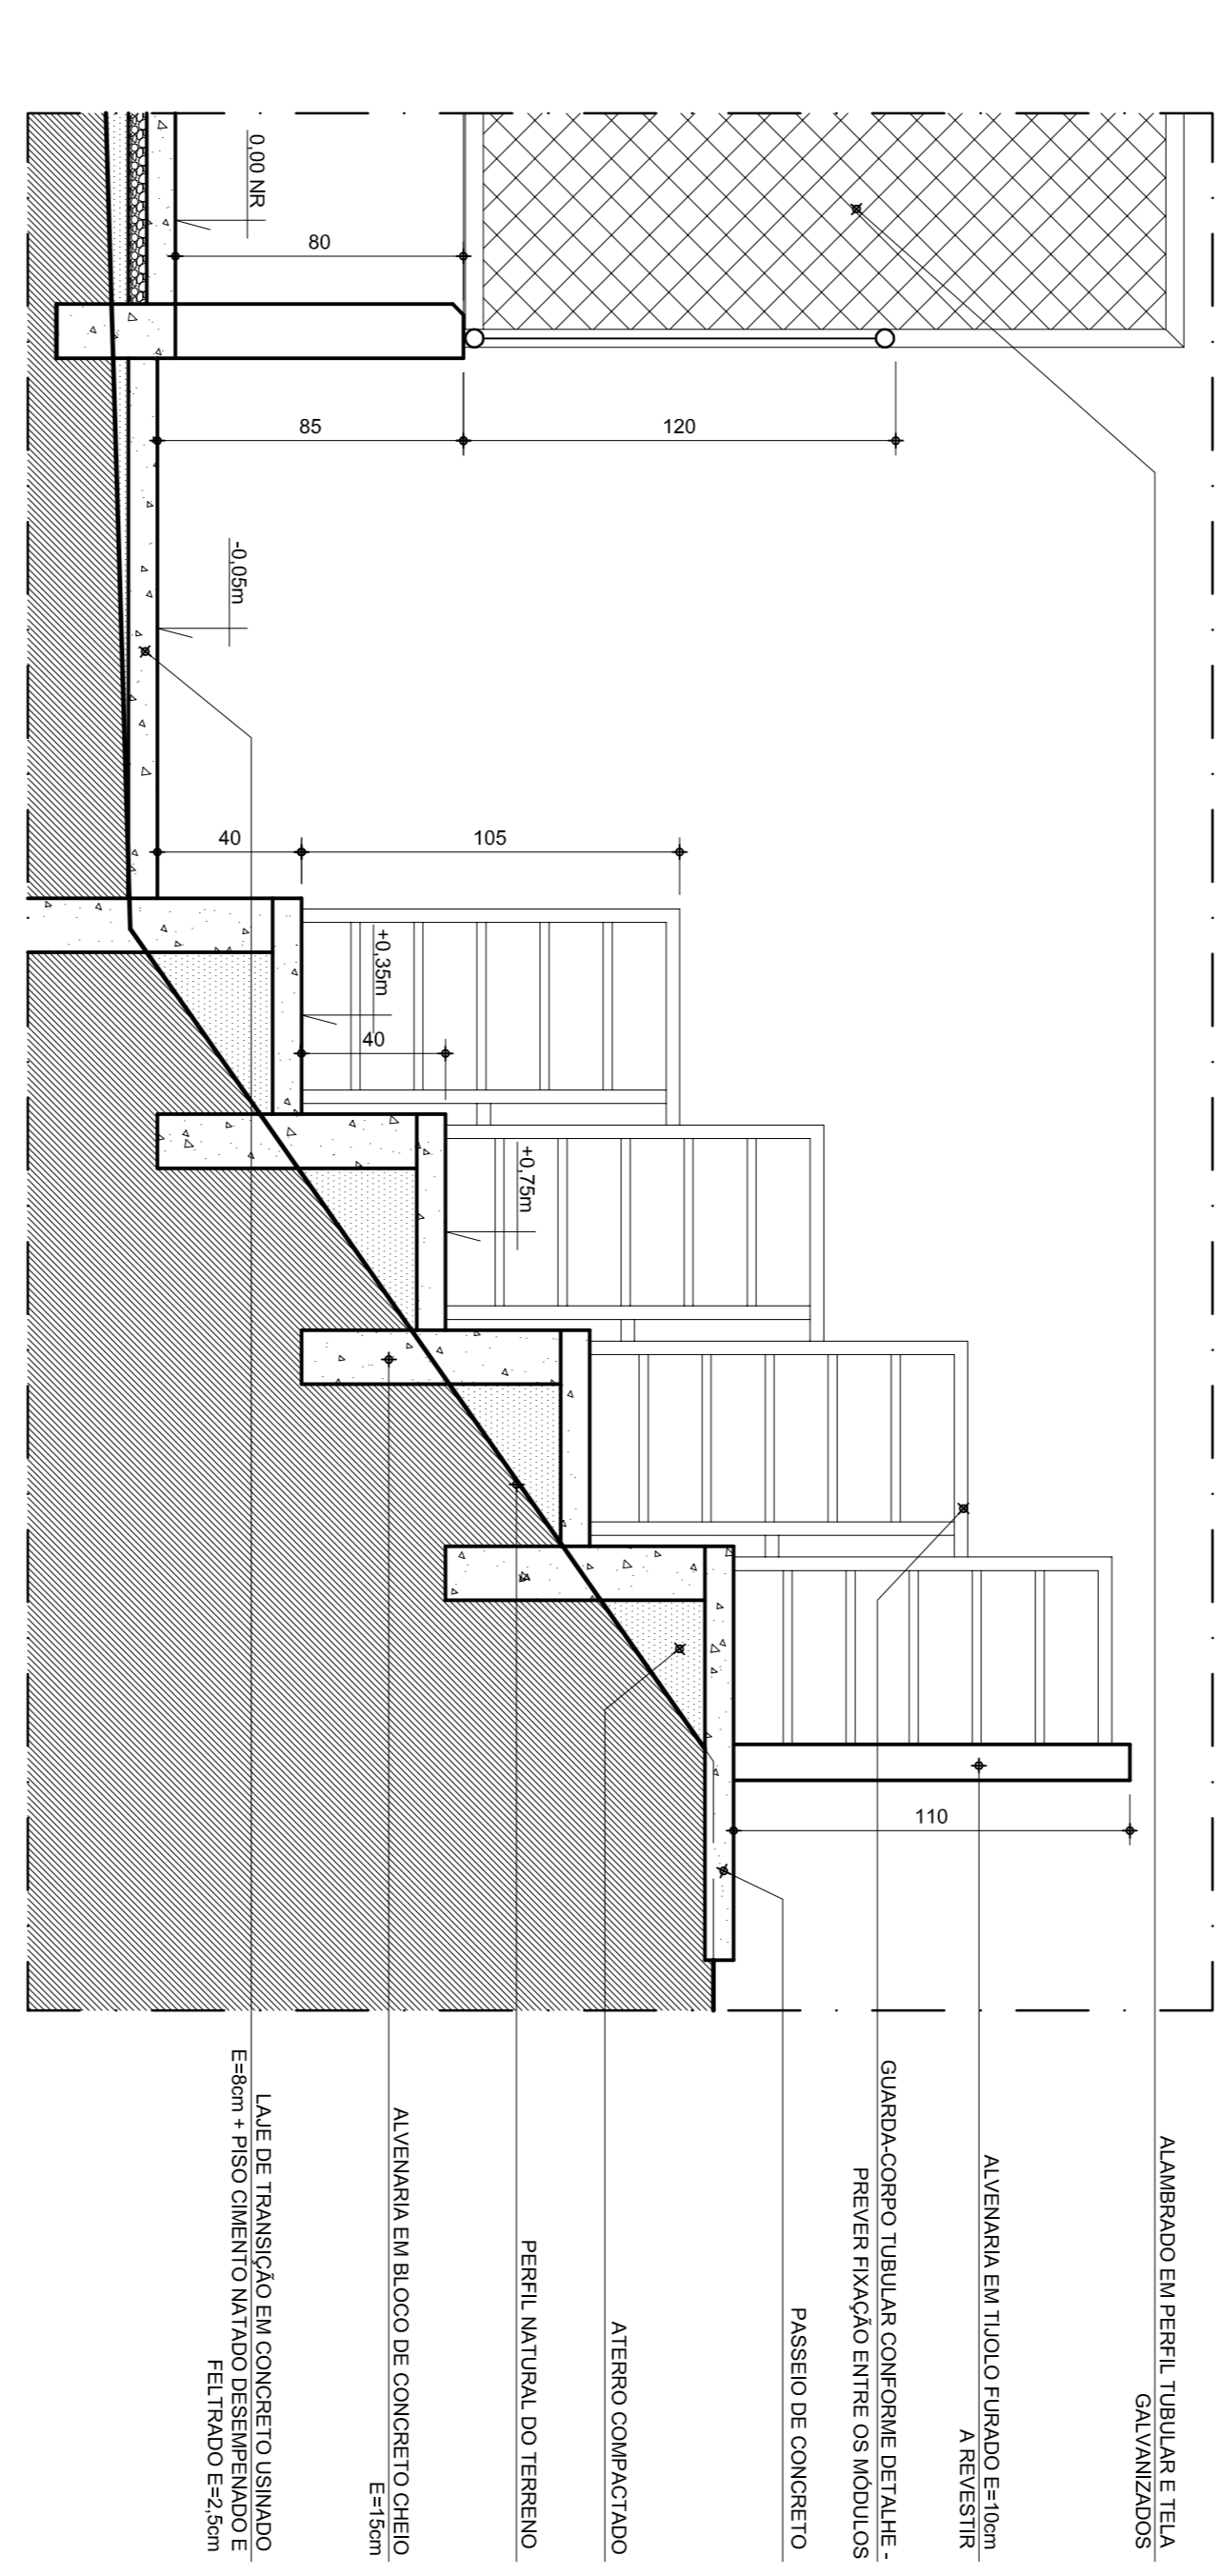 ALAMBRADO EM PERFIL TUBULAR E TELA
GALVANIZADOS
ALVENARIA EM TIJOLO FURADO E=10cm
A REVESTIR
GUARDA-CORPO TUBULAR CONFORME DETALHE -
PREVER FIXAÇÃO ENTRE OS MÓDULOS
PASSEIO DE CONCRETO
ATERRO COMPACTADO
PERFIL NATURAL DO TERRENO
ALVENARIA EM BLOCO DE CONCRETO CHEIO
E=15cm
LAJE DE TRANSIÇÃO EM CONCRETO USINADO
E=8cm + PISO CIMENTO NATADO DESEMPENADO E
FELTRADO E=2,5cm
0,00 NR
80
85
120
-0,05m
40
105
+0,35m
40
+0,75m
110